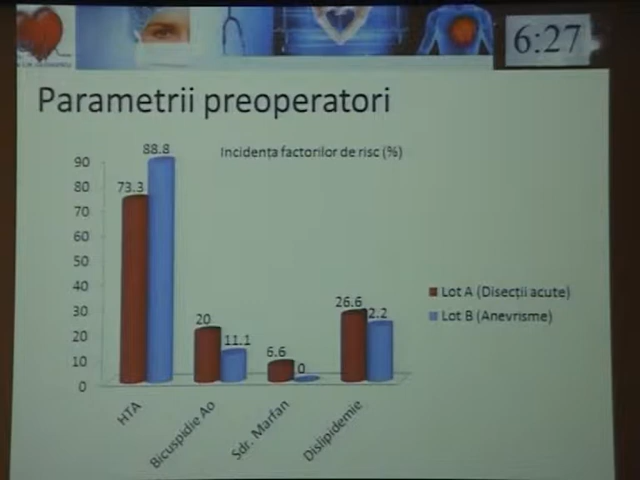 6:27
Parametrii preoperatori
Incidența factorilor de risc (%)
90
80
70
60
50
40
30
20
10
0
73.3
88.8
20
11.1
6.6
0
26.6
2.2
HTA
Bicuspidie Ao
Sdr. Marfan
Dislipidemie
Lot A (Disecții acute)
Lot B (Anevrisme)